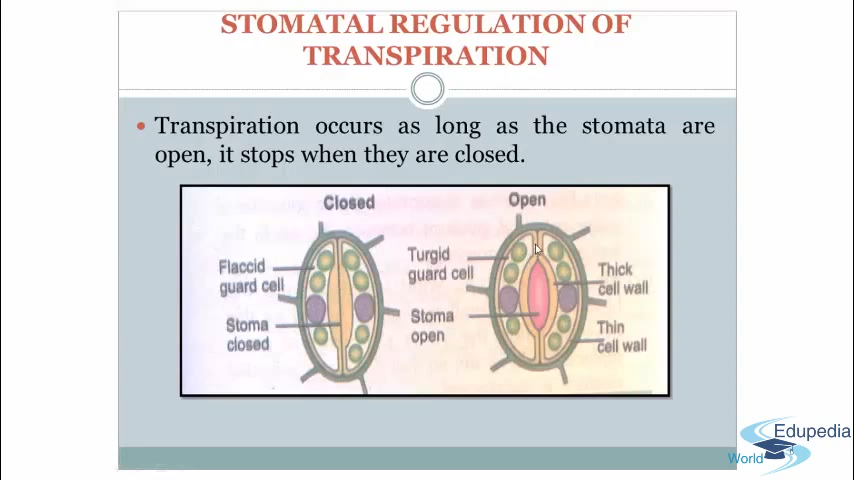 STOMATAL REGULATION OF
TRANSPIRATION
• Transpiration occurs as long as the stomata are
open, it stops when they are closed.
Closed
Open
Flaccid
guard cell
Stoma
closed
Turgid
guard cell
Stoma
open
Thick
cell wall
Thin
cell wall
Edupedia
World